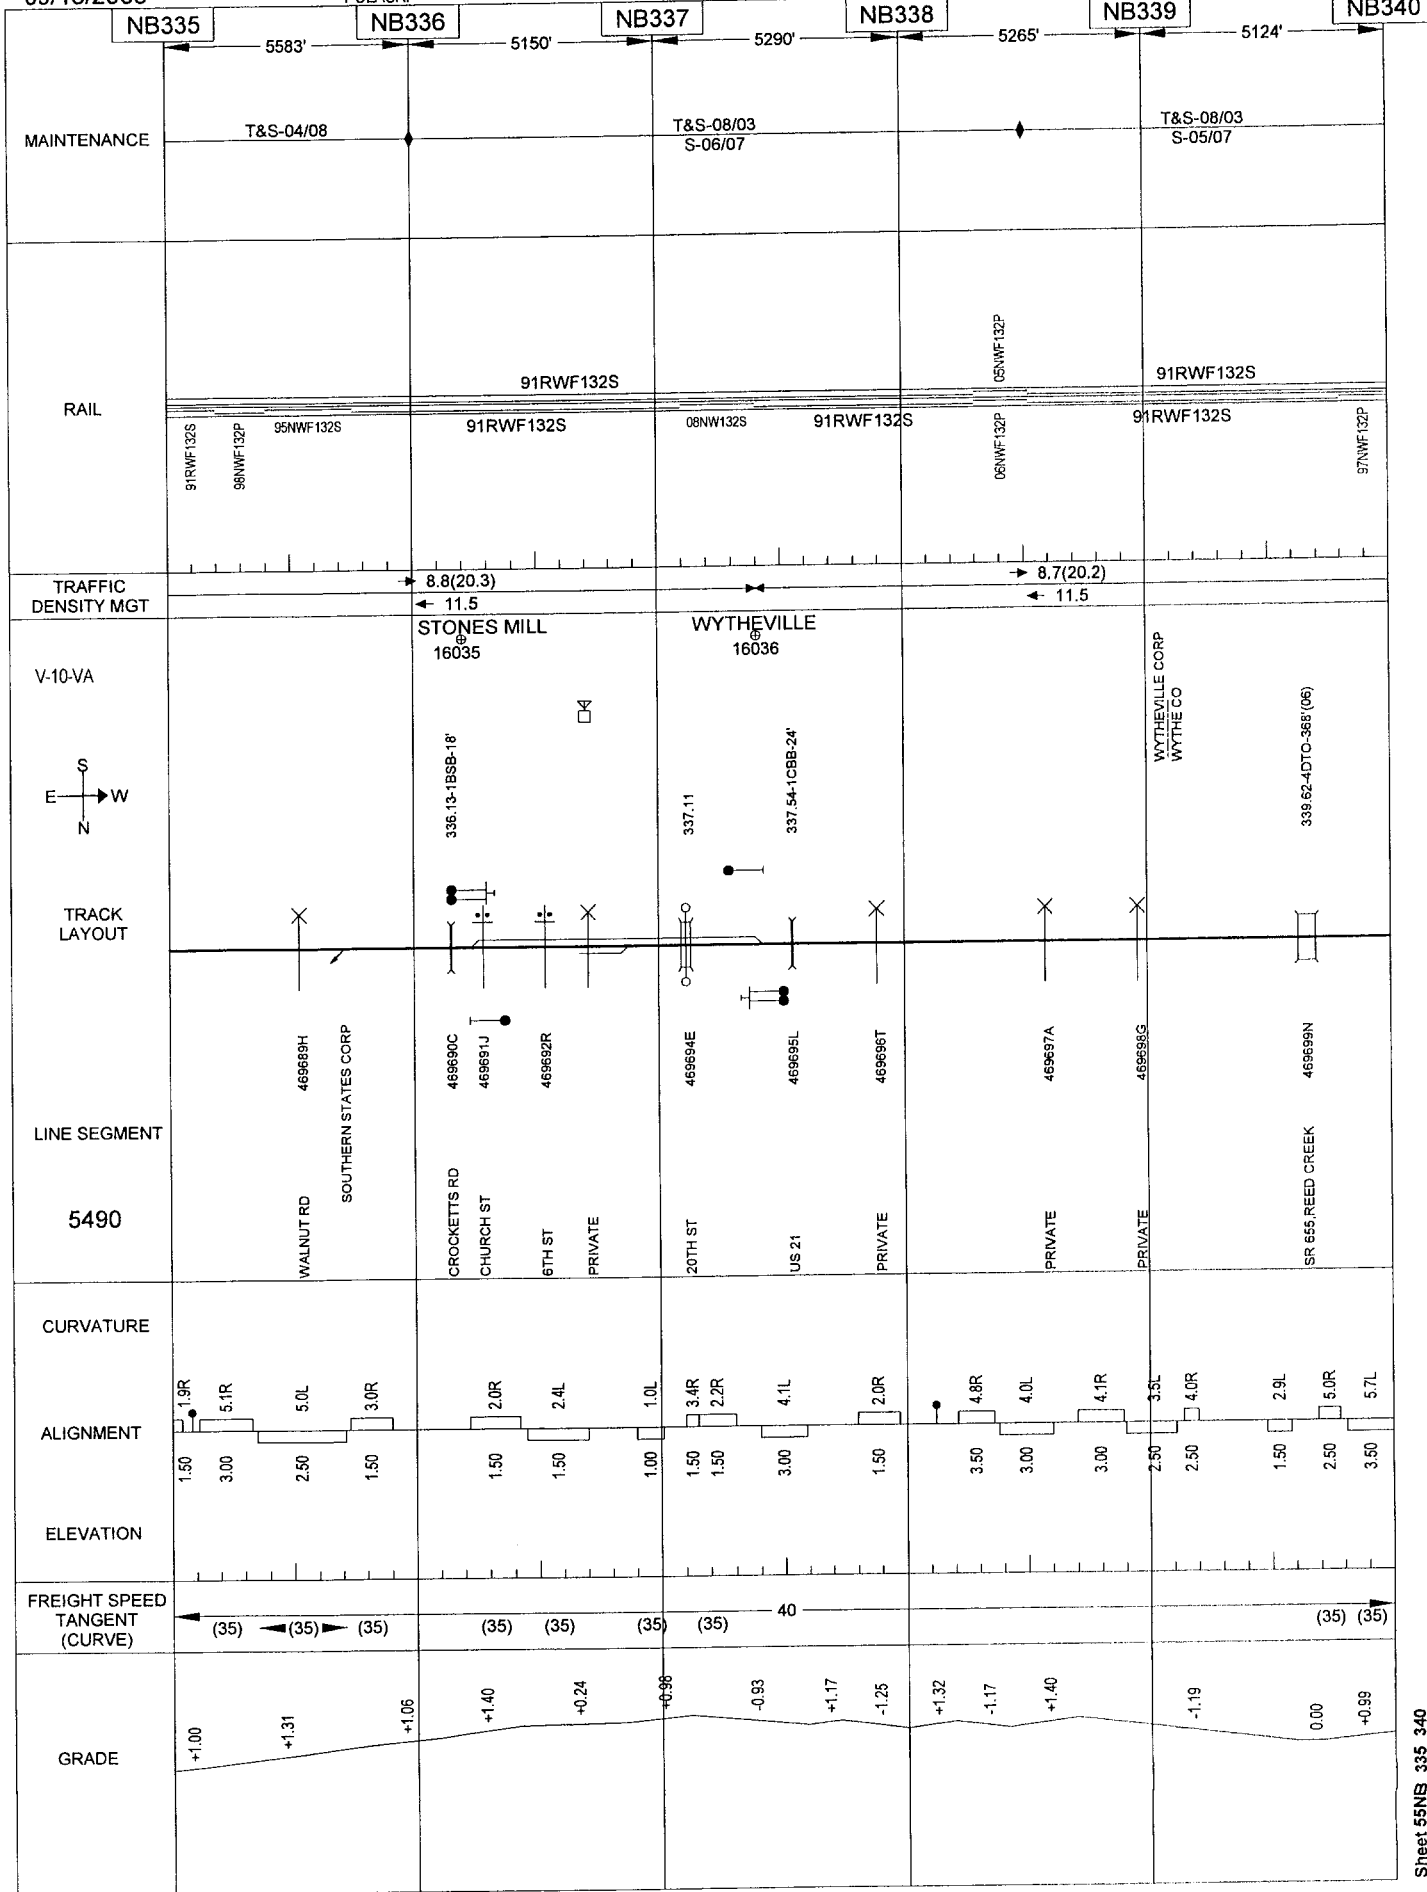 NB335
NB336
NB337
NB338
NB339
NB340
5583'
5150'
5290'
5265'
5124'
MAINTENANCE
T&S-04/08
T&S-08/03
S-06/07
T&S-08/03
S-05/07
RAIL
91RWF132S
98NWF132P
95NWF132S
91RWF132S
91RWF132S
08NW132S
91RWF132S
05NWF132P
06NWF132P
91RWF132S
91RWF132S
97NWF132P
TRAFFIC
DENSITY MGT
8.8(20.3)
11.5
8.7(20.2)
11.5
STONES MILL
16035
WYTHEVILLE
16036
V-10-VA
WYTHEVILLE CORP
WYTHE CO
S
E
W
N
336.13-1BSB-18'
337.11
337.54-1CBB-24'
339.62-4DTO-368'(06)
TRACK
LAYOUT
469689H
469690C
469691J
469692R
469694E
469695L
469696T
469697A
469698G
469699N
LINE SEGMENT
5490
WALNUT RD
SOUTHERN STATES CORP
CROCKETTS RD
CHURCH ST
6TH ST
PRIVATE
20TH ST
US 21
PRIVATE
PRIVATE
PRIVATE
SR 655,REED CREEK
CURVATURE
1.9R
5.1R
5.0L
3.0R
2.0R
2.4L
1.0L
3.4R
2.2R
4.1L
2.0R
4.8R
4.0L
4.1R
3.5L
4.0R
2.9L
5.0R
5.7L
ALIGNMENT
1.50
3.00
2.50
1.50
1.50
1.50
1.00
1.50
1.50
3.00
1.50
3.50
3.00
3.00
2.50
2.50
1.50
2.50
3.50
ELEVATION
FREIGHT SPEED
TANGENT
(CURVE)
40
(35)
(35)
(35)
(35)
(35)
(35)
(35)
(35)
(35)
GRADE
+1.00
+1.31
+1.06
+1.40
+0.24
+0.98
-0.93
+1.17
-1.25
+1.32
-1.17
+1.40
-1.19
0.00
+0.99
Sheet 55NB 335 340